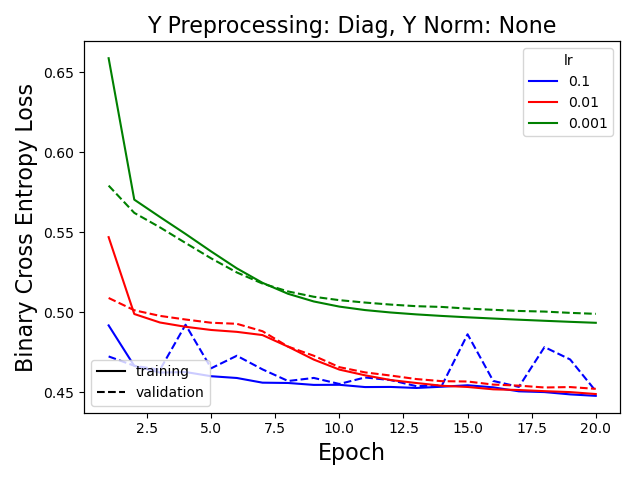 Y Preprocessing: Diag, Y Norm: None
Binary Cross Entropy Loss
0.65
0.60
0.55
0.50
0.45
lr
0.1
0.01
0.001
training
validation
2.5 5.0 7.5 10.0 12.5 15.0 17.5 20.0
Epoch